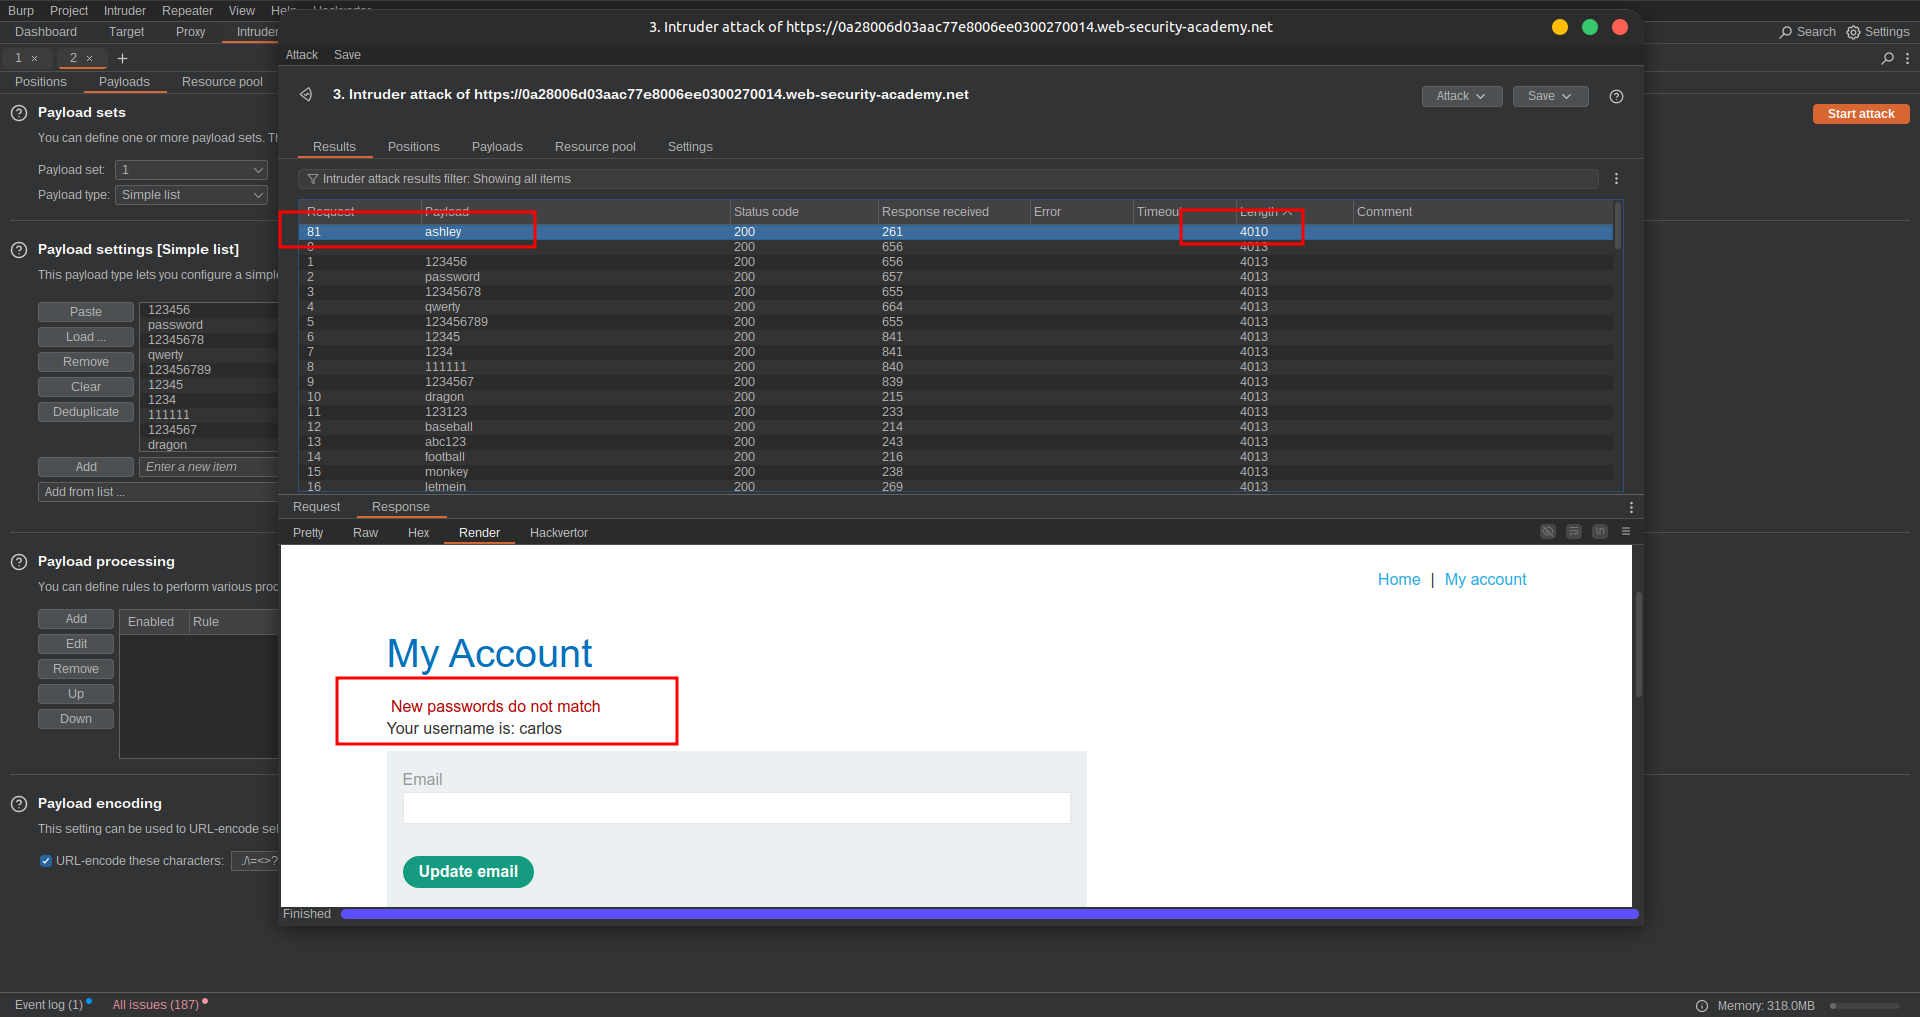 Burp Project Intruder Repeater View Help Hackvertor
3. Intruder attack of https://0a28006d03aac77e8006ee0300270014.web-security-academy.net
Dashboard Target Proxy Intruder
Search Settings
1 × 2 × +
Attack Save
Positions Payloads Resource pool
3. Intruder attack of https://0a28006d03aac77e8006ee0300270014.web-security-academy.net
Attack Save
Payload sets
Start attack
You can define one or more payload sets.
Payload set: 1
Payload type: Simple list
Payload settings [Simple list]
This payload type lets you configure a simple
Paste
Load ...
Remove
Clear
Deduplicate
123456
password
12345678
qwerty
123456789
12345
1234
111111
1234567
dragon
Add Enter a new item
Add from list ...
Payload processing
You can define rules to perform various
Add
Edit
Remove
Up
Down
Enabled Rule
Payload encoding
This setting can be used to URL-encode
URL-encode these characters: ./\=<>?
Results Positions Payloads Resource pool Settings
Intruder attack results filter: Showing all items
Request Payload Status code Response received Error Timeout Length Comment
81 ashley 200 261 4010
0 200 656 4013
1 123456 200 656 4013
2 password 200 657 4013
3 12345678 200 655 4013
4 qwerty 200 664 4013
5 123456789 200 655 4013
6 12345 200 841 4013
7 1234 200 841 4013
8 111111 200 840 4013
9 1234567 200 839 4013
10 dragon 200 215 4013
11 123123 200 233 4013
12 baseball 200 214 4013
13 abc123 200 243 4013
14 football 200 216 4013
15 monkey 200 238 4013
16 letmein 200 269 4013
Request Response
Pretty Raw Hex Render Hackvertor
\n
Home | My account
My Account
New passwords do not match
Your username is: carlos
Email
Update email
Finished
Event log (1) All issues (187)
Memory: 318.0MB